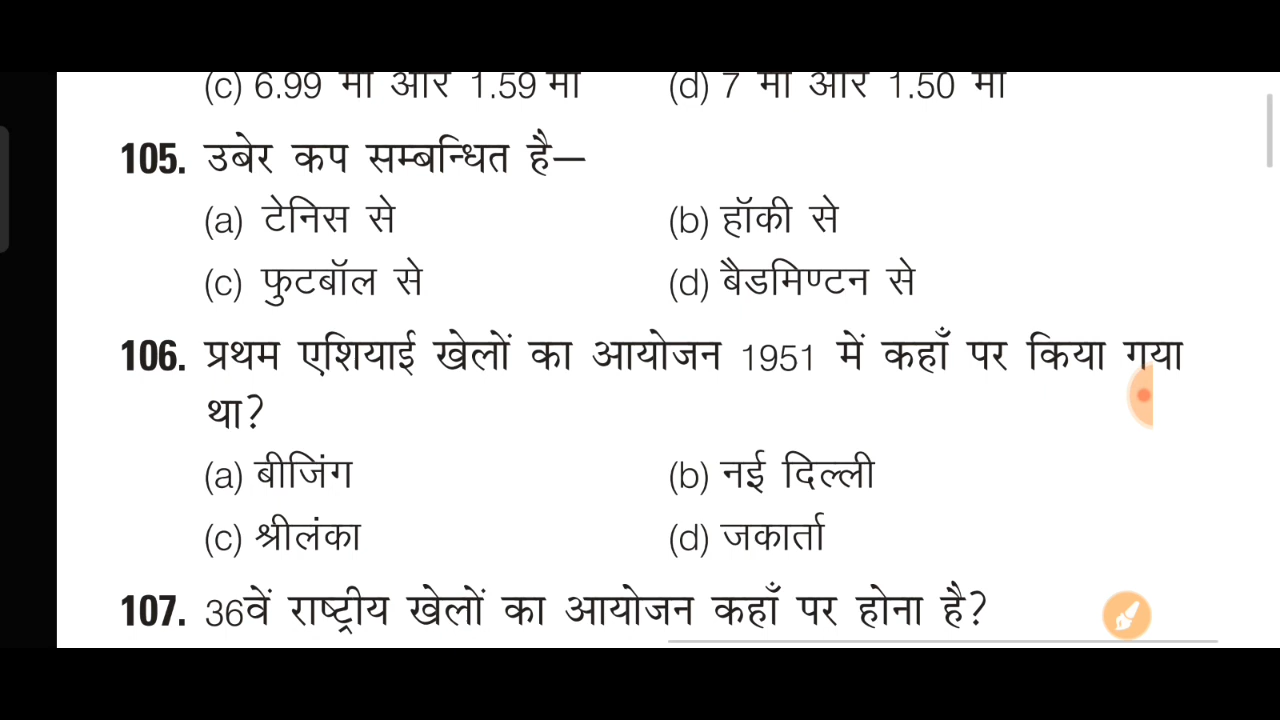 (c) 6.99 मी और 1.59 मी (d) 7 मी और 1.50 मी
105. उबेर कप सम्बन्धित है—
(a) टेनिस से (b) हॉकी से
(c) फुटबॉल से (d) बैडमिण्टन से
106. प्रथम एशियाई खेलों का आयोजन 1951 में कहाँ पर किया गया
था?
(a) बीजिंग (b) नई दिल्ली
(c) श्रीलंका (d) जकार्ता
107. 36वें राष्ट्रीय खेलों का आयोजन कहाँ पर होना है?